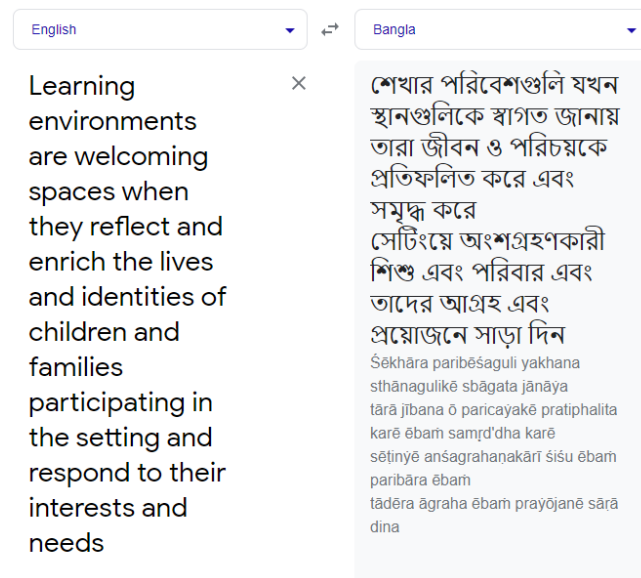 English
Bangla
Learning
environments
are welcoming
spaces when
they reflect and
enrich the lives
and identities of
children and
families
participating in
the setting and
respond to their
interests and
needs
শেখার পরিবেশগুলি যখন
স্থানগুলিকে স্বাগত জানায়
তারা জীবন ও পরিচয়কে
প্রতিফলিত করে এবং
সমৃদ্ধ করে
সেটিংয়ে অংশগ্রহণকারী
শিশু এবং পরিবার এবং
তাদের আগ্রহ এবং
প্রয়োজনে সাড়া দিন
Śēkhāra paribēśaguli yakhana
sthānagulikē sbāgata jānāẏa
tārā jībana ō paricaẏakē pratiphalita
karē ēbaṁ samr̥d'dha karē
sēṭinẏē anśagrahaṇakārī śiśu ēbaṁ
paribāra ēbaṁ
tādēra āgraha ēbaṁ praẏōjanē sāṛā
dina